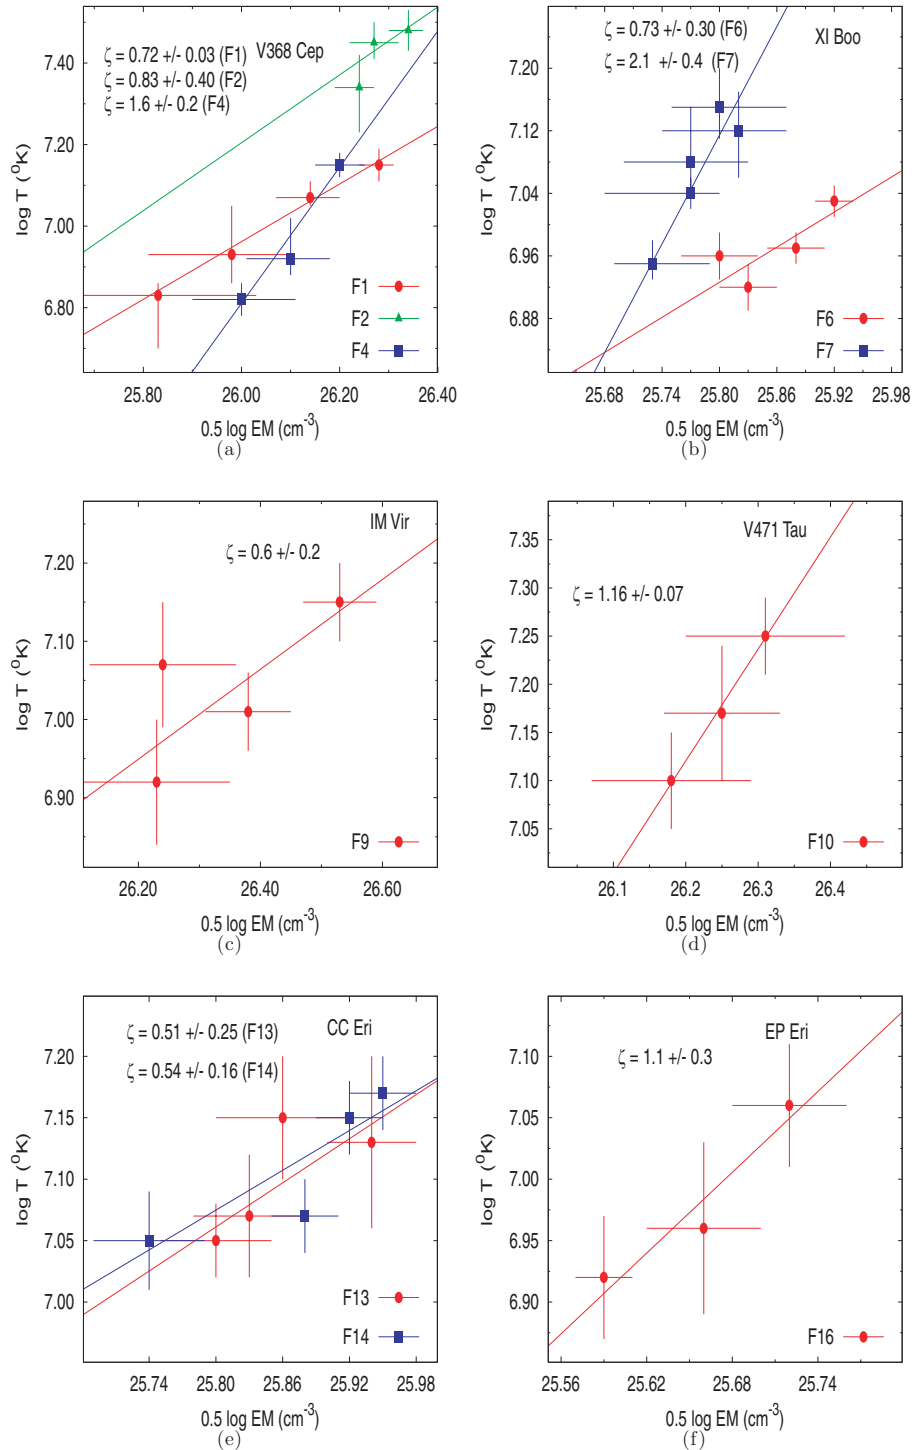 V368 Cep
ζ = 0.72 +/- 0.03 (F1)
ζ = 0.83 +/- 0.40 (F2)
ζ = 1.6 +/- 0.2 (F4)
7.40
7.20
7.00
6.80
log T (⁰K)
F1
F2
F4
25.80 26.00 26.20 26.40
0.5 log EM (cm⁻³)
(a)
ζ = 0.73 +/- 0.30 (F6)
ζ = 2.1 +/- 0.4 (F7)
XI Boo
7.20
7.12
7.04
6.96
6.88
log T (⁰K)
F6
F7
25.68 25.74 25.80 25.86 25.92 25.98
0.5 log EM (cm⁻³)
(b)
IM Vir
ζ = 0.6 +/- 0.2
7.20
7.10
7.00
6.90
log T (⁰K)
F9
26.20 26.40 26.60
0.5 log EM (cm⁻³)
(c)
V471 Tau
ζ = 1.16 +/- 0.07
7.35
7.30
7.25
7.20
7.15
7.10
7.05
log T (⁰K)
F10
26.1 26.2 26.3 26.4
0.5 log EM (cm⁻³)
(d)
ζ = 0.51 +/- 0.25 (F13)
ζ = 0.54 +/- 0.16 (F14)
CC Eri
7.20
7.15
7.10
7.05
7.00
log T (⁰K)
F13
F14
25.74 25.80 25.86 25.92 25.98
0.5 log EM (cm⁻³)
(e)
EP Eri
ζ = 1.1 +/- 0.3
7.10
7.05
7.00
6.95
6.90
log T (⁰K)
F16
25.56 25.62 25.68 25.74
0.5 log EM (cm⁻³)
(f)